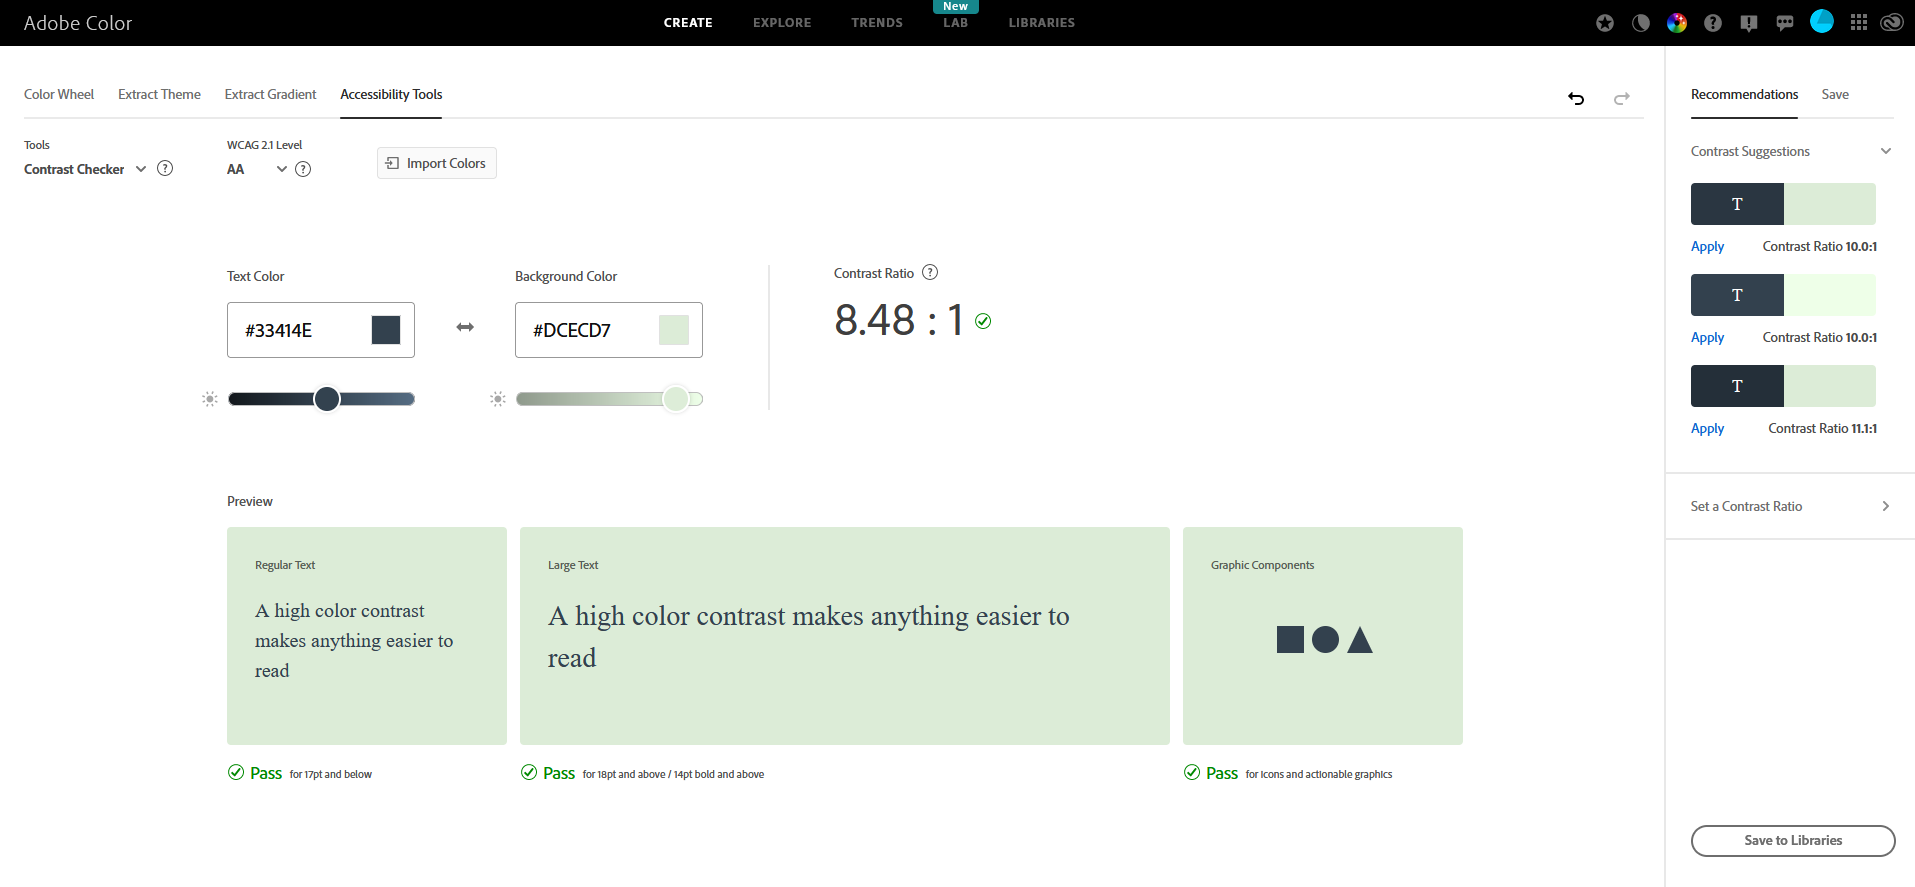 Adobe Color
CREATE
EXPLORE
TRENDS
New
LAB
LIBRARIES
Color Wheel
Extract Theme
Extract Gradient
Accessibility Tools
Tools
Contrast Checker
?
WCAG 2.1 Level
AA
?
Import Colors
Text Color
#33414E
Background Color
#DCECD7
Contrast Ratio ?
8.48 : 1
Preview
Regular Text
A high color contrast
makes anything easier to
read
Pass for 17pt and below
Large Text
A high color contrast makes anything easier to
read
Pass for 18pt and above / 14pt bold and above
Graphic Components
Pass for icons and actionable graphics
Recommendations
Save
Contrast Suggestions
T
Apply Contrast Ratio 10.0:1
T
Apply Contrast Ratio 10.0:1
T
Apply Contrast Ratio 11.1:1
Set a Contrast Ratio
Save to Libraries